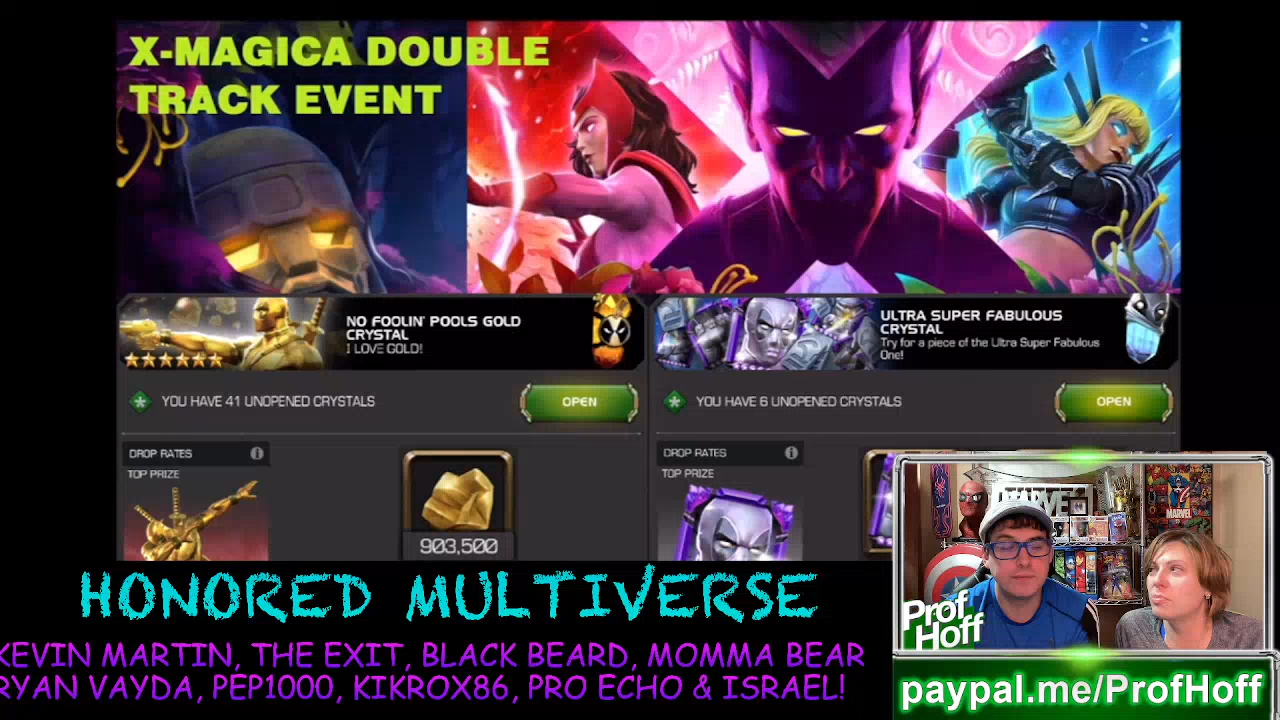 X-MAGICA DOUBLE
TRACK EVENT
NO FOOLIN' POOLS GOLD
CRYSTAL
I LOVE GOLD!
ULTRA SUPER FABULOUS
CRYSTAL
Try for a piece of the Ultra Super Fabulous
One!
YOU HAVE 41 UNOPENED CRYSTALS
OPEN
YOU HAVE 6 UNOPENED CRYSTALS
OPEN
DROP RATES
TOP PRIZE
903,500
DROP RATES
TOP PRIZE
MARVEL
MARVEL
Prof
Hoff
HONORED MULTIVERSE
KEVIN MARTIN, THE EXIT, BLACK BEARD, MOMMA BEAR
RYAN VAYDA, PEP1000, KIKROX86, PRO ECHO & ISRAEL!
paypal.me/ProfHoff